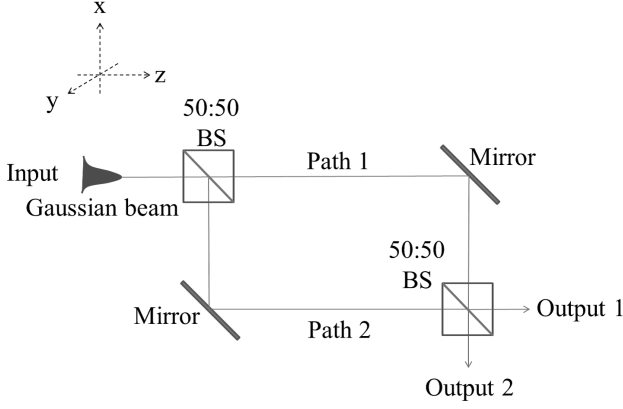 x
z
y
50:50
BS
Input
Gaussian beam
Path 1
Mirror
50:50
BS
Mirror
Path 2
Output 1
Output 2